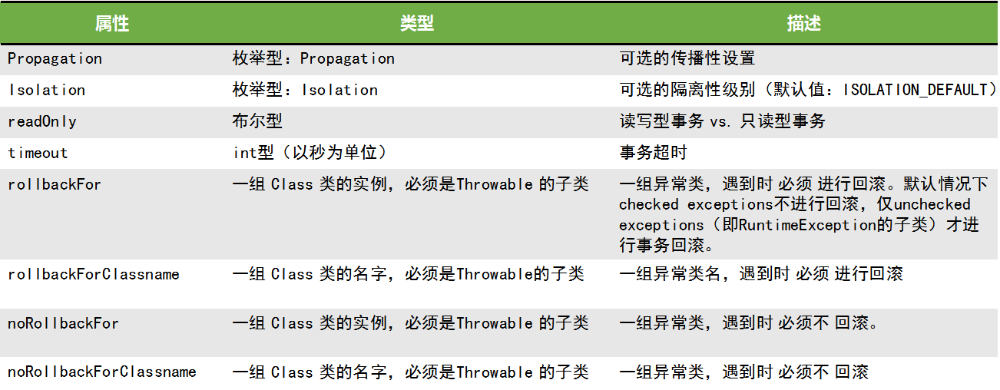 属性 类型 描述
Propagation 枚举型：Propagation 可选的传播性设置
Isolation 枚举型：Isolation 可选的隔离性级别（默认值：ISOLATION_DEFAULT）
readOnly 布尔型 读写型事务 vs. 只读型事务
timeout int型（以秒为单位） 事务超时
rollbackFor 一组 Class 类的实例，必须是Throwable 的子类 一组异常类，遇到时 必须 进行回滚。默认情况下
checked exceptions不进行回滚，仅unchecked
exceptions（即RuntimeException的子类）才进
行事务回滚。
rollbackForClassname 一组 Class 类的名字，必须是Throwable的子类 一组异常类名，遇到时 必须 进行回滚
noRollbackFor 一组 Class 类的实例，必须是Throwable 的子类 一组异常类，遇到时 必须不 回滚。
noRollbackForClassname 一组 Class 类的名字，必须是Throwable 的子类 一组异常类，遇到时 必须不 回滚